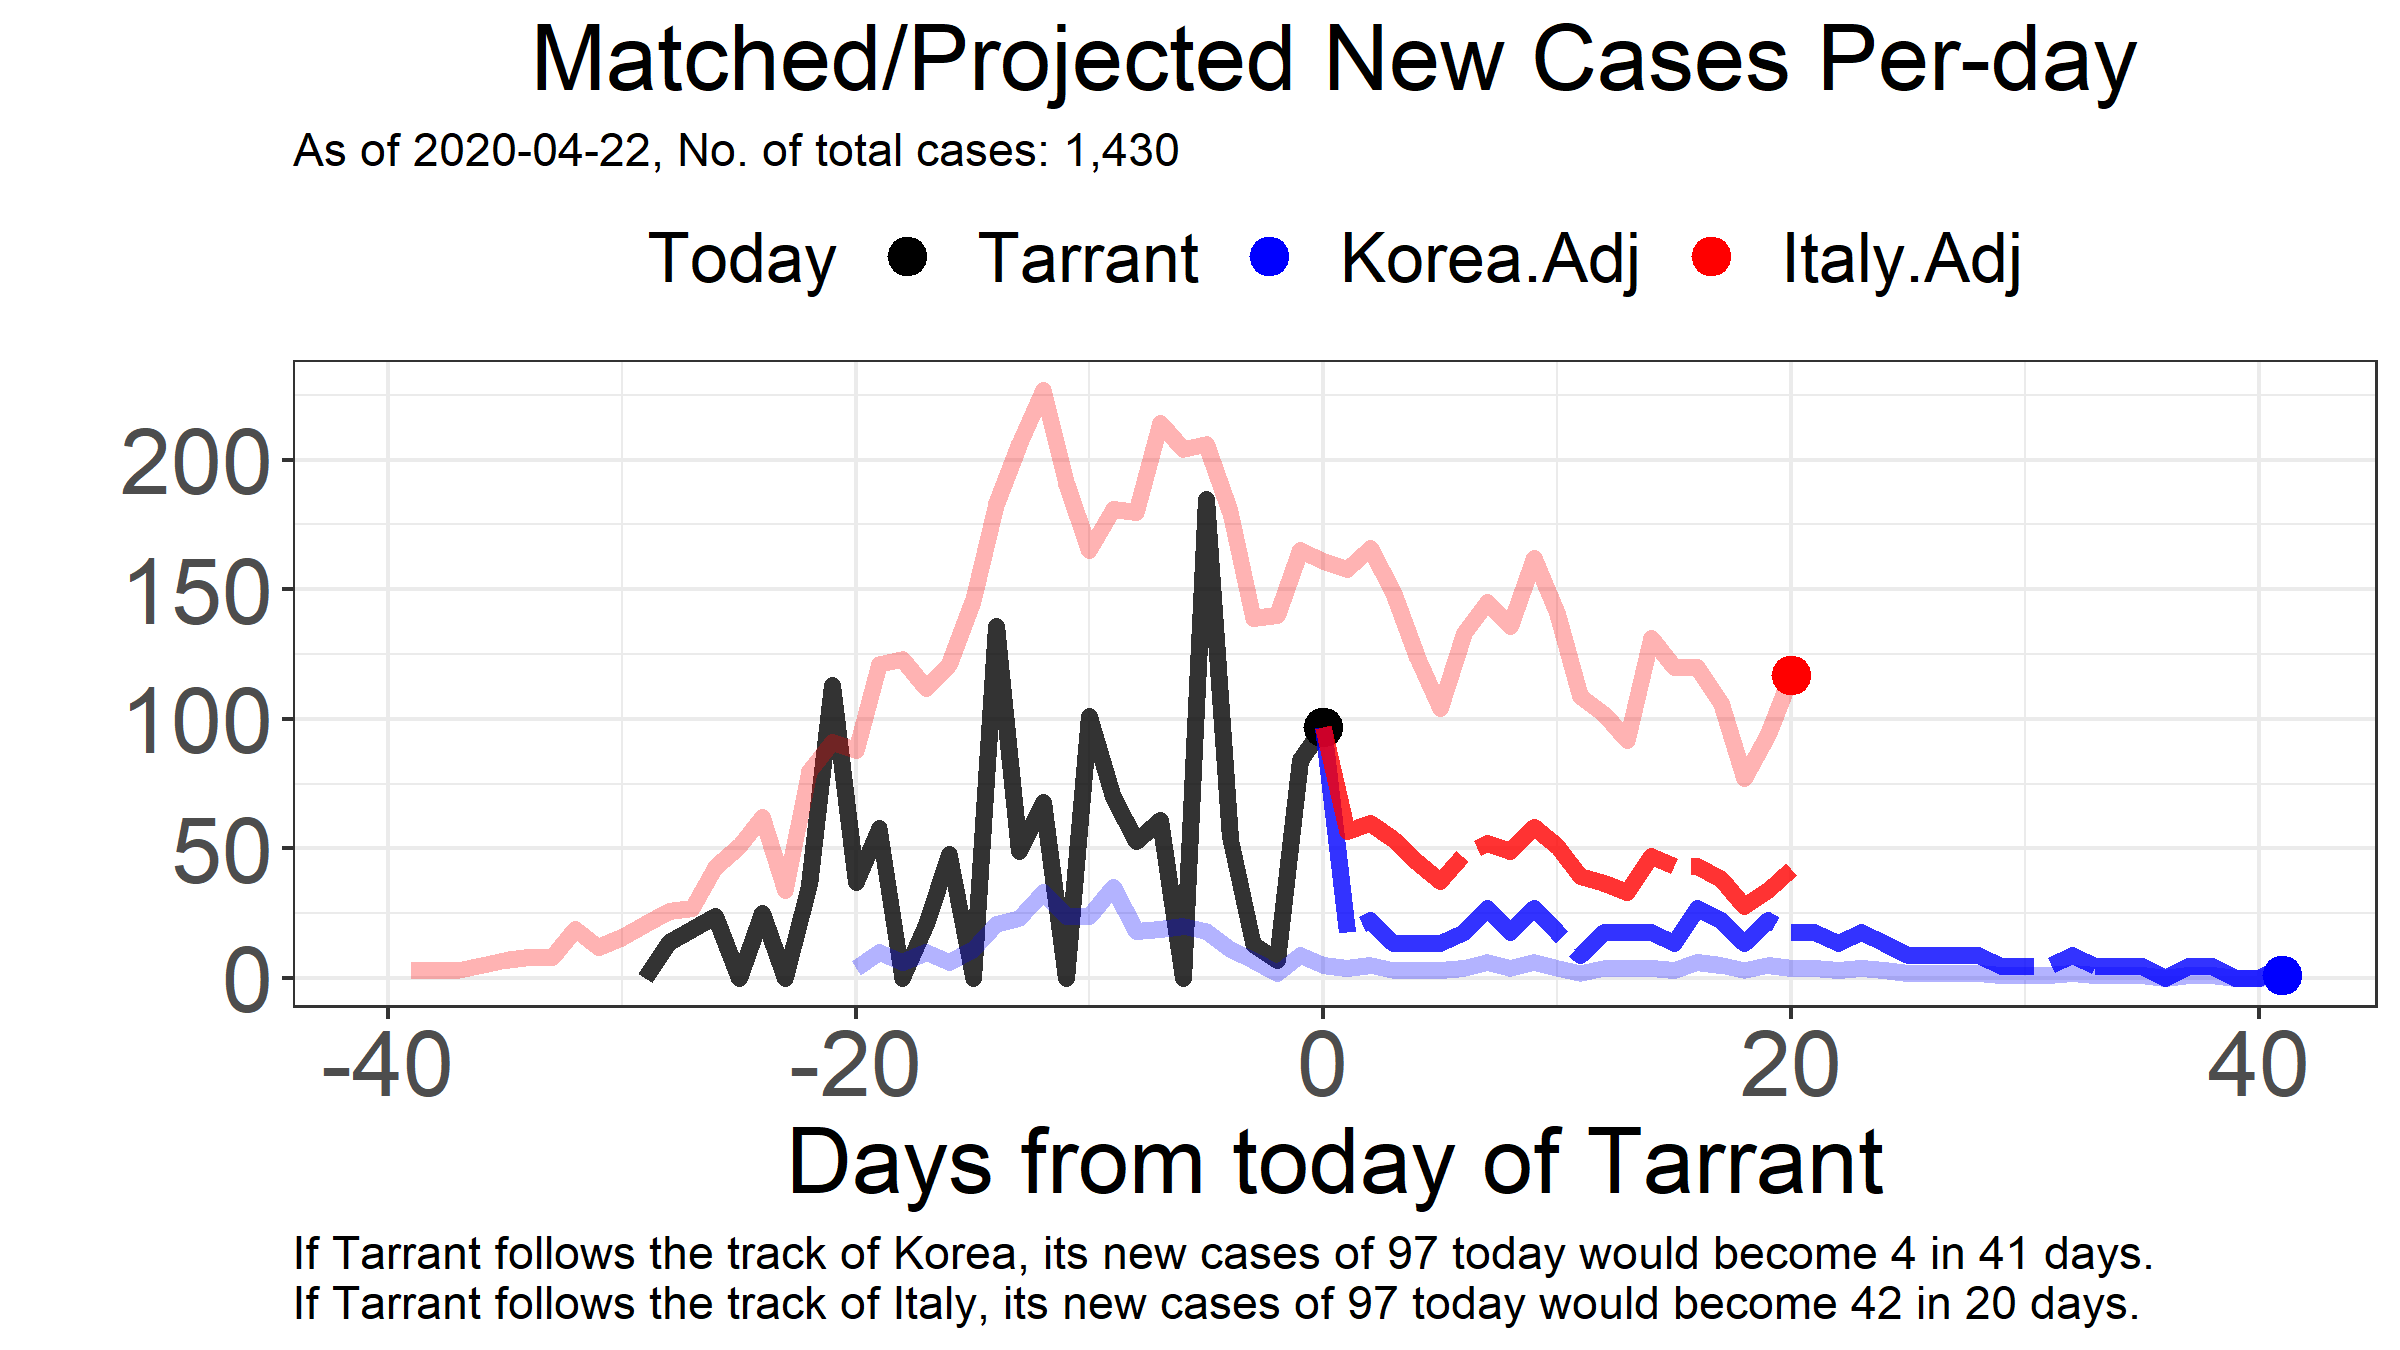 Matched/Projected New Cases Per-day
As of 2020-04-22, No. of total cases: 1,430
Today Tarrant Korea.Adj Italy.Adj
200
150
100
50
0
-40 -20 0 20 40
Days from today of Tarrant
If Tarrant follows the track of Korea, its new cases of 97 today would become 4 in 41 days.
If Tarrant follows the track of Italy, its new cases of 97 today would become 42 in 20 days.